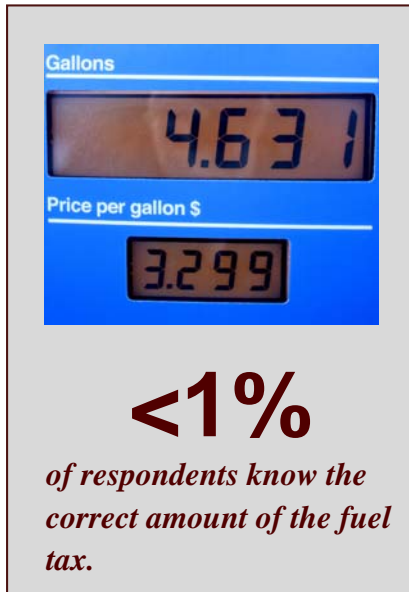 Gallons
4.631
Price per gallon $
3.299
<1%
of respondents know the
correct amount of the fuel
tax.